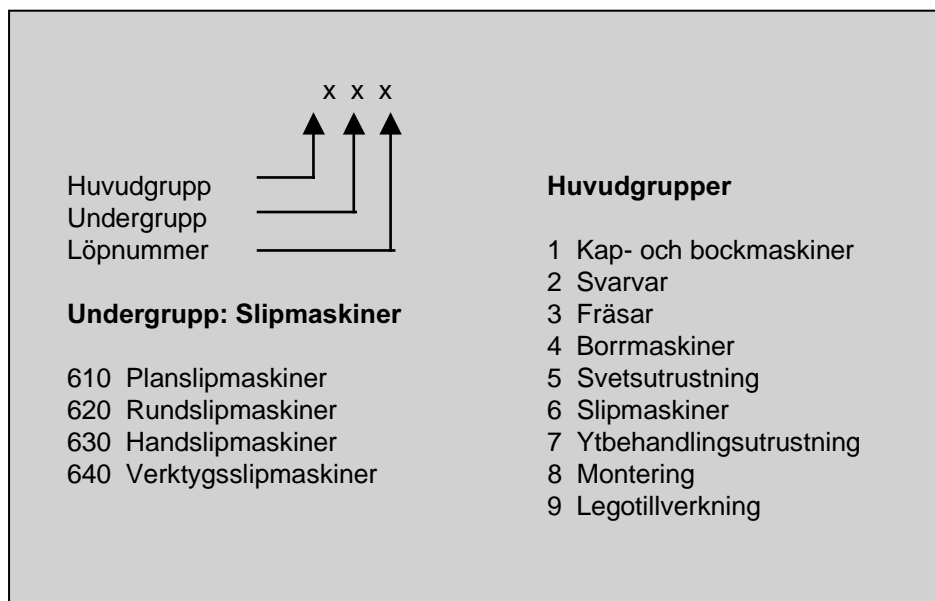 x x x
Huvudgrupp
Undergrupp
Löpnummer
Undergrupp: Slipmaskiner
610 Planslipmaskiner
620 Rundslipmaskiner
630 Handslipmaskiner
640 Verktygsslipmaskiner
Huvudgrupper
1 Kap- och bockmaskiner
2 Svarvar
3 Fräsar
4 Borrmaskiner
5 Svetsutrustning
6 Slipmaskiner
7 Ytbehandlingsutrustning
8 Montering
9 Legotillverkning